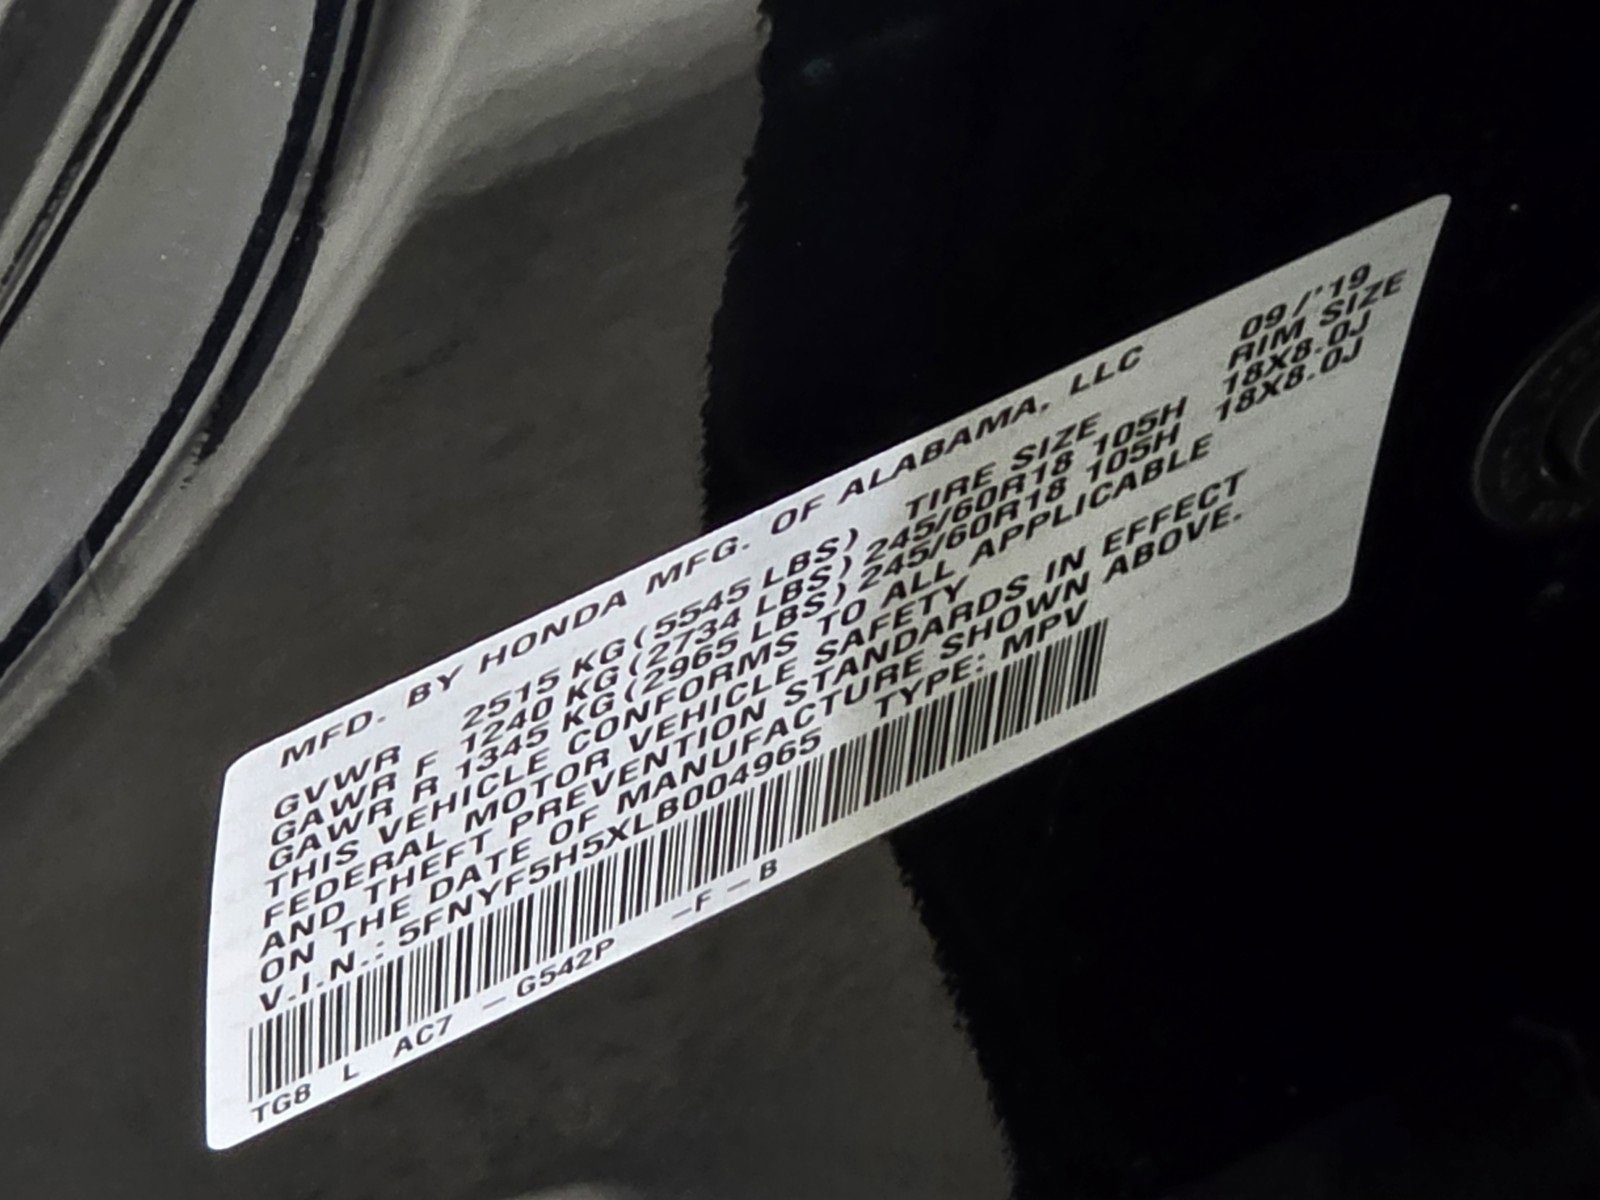 MFD. BY HONDA MFG. OF ALABAMA, LLC 09/'19
GVWR 2515 KG(5545 LBS) TIRE SIZE RIM SIZE
GAWR F 1240 KG(2734 LBS)245/60R18 105H 18X8.0J
GAWR R 1345 KG(2965 LBS)245/60R18 105H 18X8.0J
THIS VEHICLE CONFORMS TO ALL APPLICABLE
FEDERAL MOTOR VEHICLE SAFETY
AND THEFT PREVENTION STANDARDS IN EFFECT
ON THE DATE OF MANUFACTURE SHOWN ABOVE.
V.I.N.: 5FNYF5H5XLB004965 TYPE: MPV
TG8 L AC7 -G542P -F-B